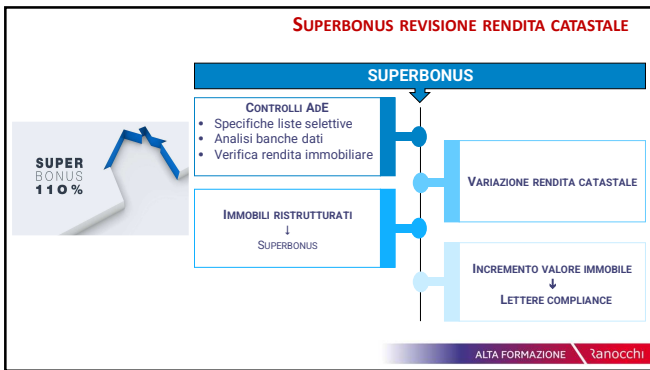 SUPERBONUS REVISIONE RENDITA CATASTALE
SUPERBONUS
CONTROLLI ADE
• Specifiche liste selettive
• Analisi banche dati
• Verifica rendita immobiliare
SUPER
BONUS
110%
VARIAZIONE RENDITA CATASTALE
IMMOBILI RISTRUTTURATI
↓
SUPERBONUS
INCREMENTO VALORE IMMOBILE
↓
LETTERE COMPLIANCE
ALTA FORMAZIONE Ranocchi